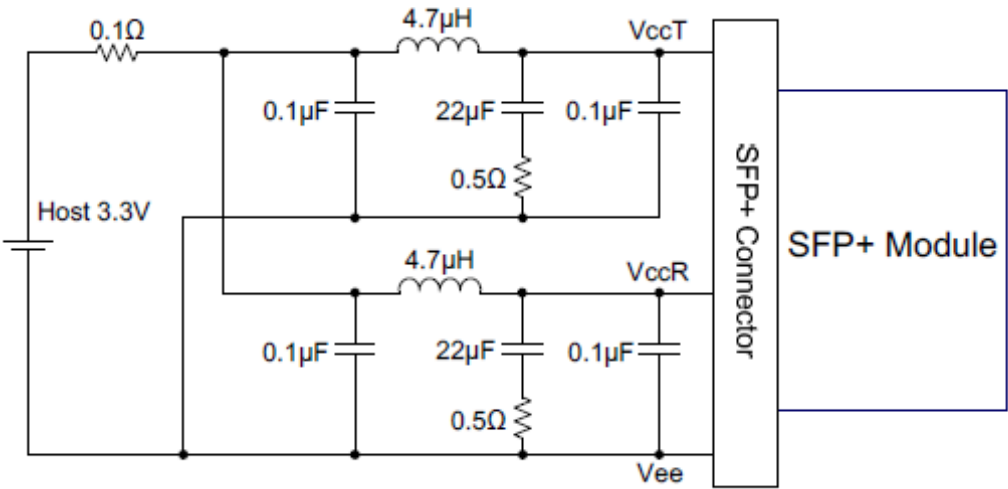 4.7μH
0.1Ω
VccT
0.1μF
22μF
0.1μF
0.5Ω
Host 3.3V
SFP+ Connector
SFP+ Module
4.7μH
VccR
0.1μF
22μF
0.1μF
0.5Ω
Vee